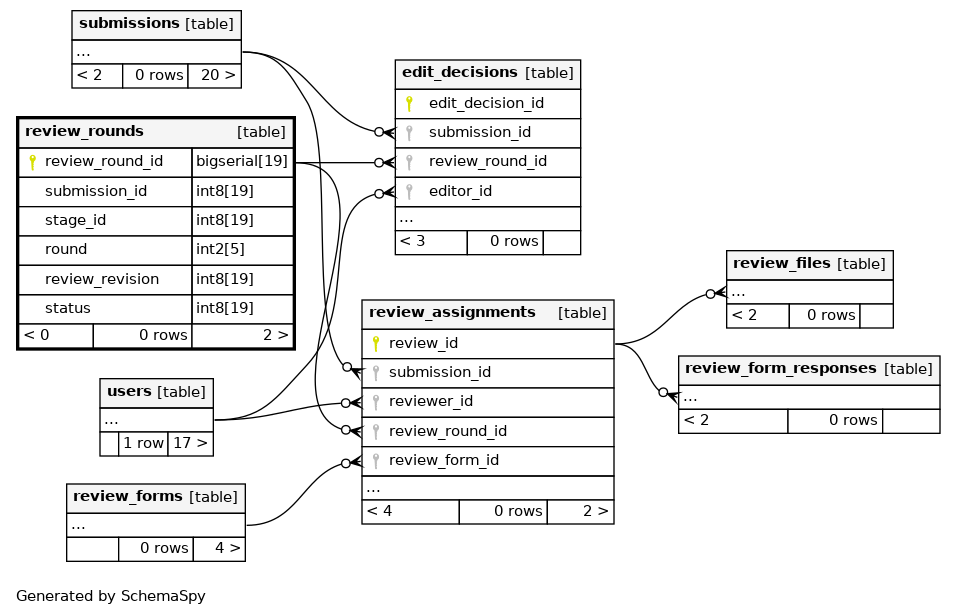 submissions [table]
...
< 2 0 rows 20 >
review_rounds [table]
review_round_id bigserial[19]
submission_id int8[19]
stage_id int8[19]
round int2[5]
review_revision int8[19]
status int8[19]
< 0 0 rows 2 >
users [table]
...
1 row 17 >
review_forms [table]
...
0 rows 4 >
edit_decisions [table]
edit_decision_id
submission_id
review_round_id
editor_id
...
< 3 0 rows
review_assignments [table]
review_id
submission_id
reviewer_id
review_round_id
review_form_id
...
< 4 0 rows 2 >
review_files [table]
...
< 2 0 rows
review_form_responses [table]
...
< 2 0 rows
Generated by SchemaSpy